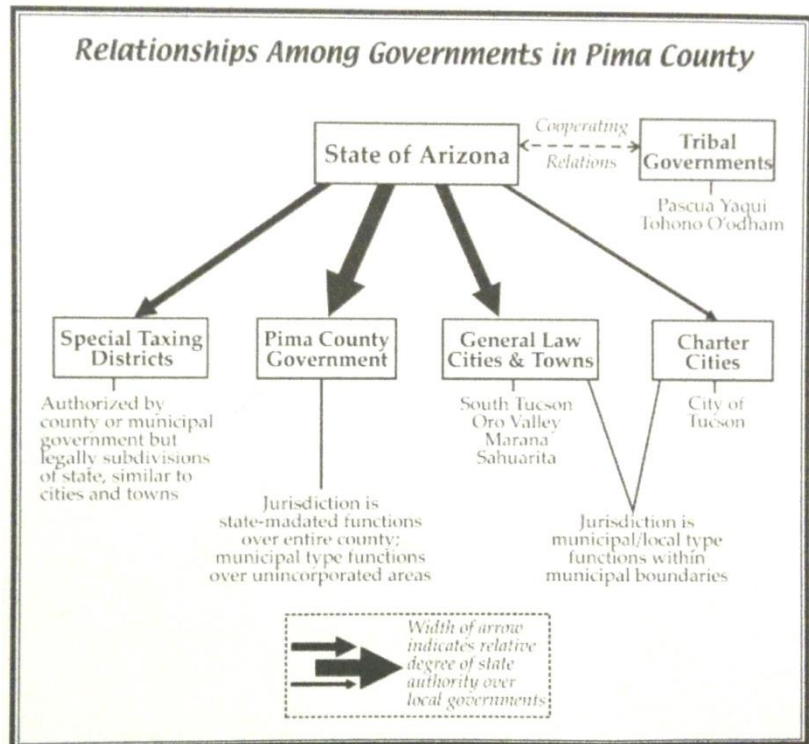 Relationships Among Governments in Pima County
State of Arizona
Cooperating
Relations
Tribal
Governments
Pascua Yaqui
Tohono O'odham
Special Taxing
Districts
Authorized by
county or municipal
government but
legally subdivisions
of state, similar to
cities and towns
Pima County
Government
Jurisdiction is
state-madated functions
over entire county;
municipal type functions
over unincorporated areas
General Law
Cities & Towns
South Tucson
Oro Valley
Marana
Sahuarita
Charter
Cities
City of
Tucson
Jurisdiction is
municipal/local type
functions within
municipal boundaries
Width of arrow
indicates relative
degree of state
authority over
local governments